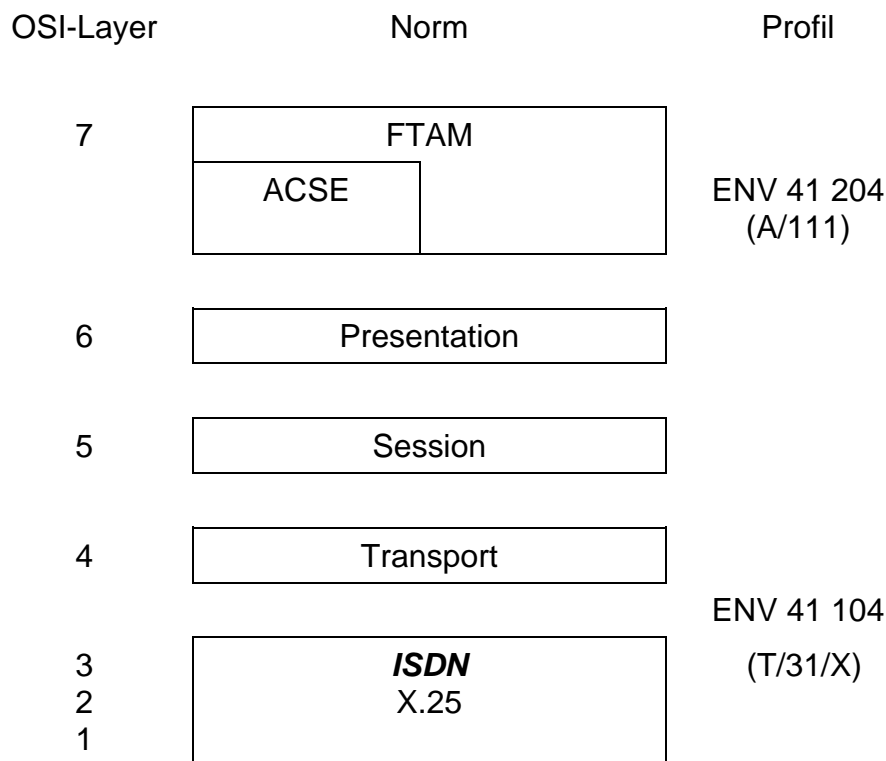 OSI-Layer Norm Profil
7 FTAM
ACSE ENV 41 204
(A/111)
6 Presentation
5 Session
4 Transport
ENV 41 104
3 ISDN (T/31/X)
2 X.25
1